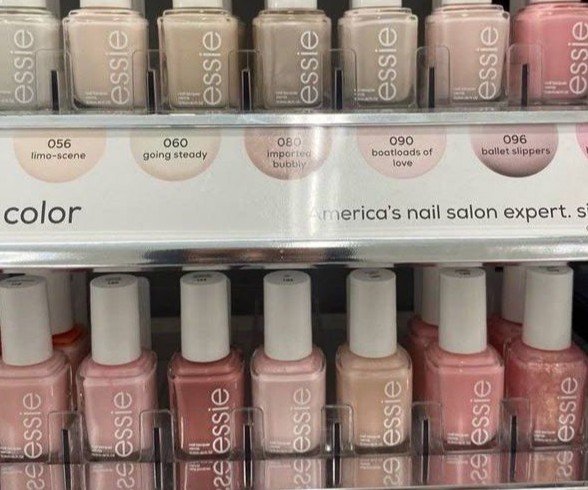 essie
essie
essie
essie
essie
essie
essie
056
limo-scene
060
going steady
080
imported
bubbly
090
boatloads of
love
096
ballet slippers
color
America's nail salon expert. s
essie
essie
essie
essie
essie
essie
essie